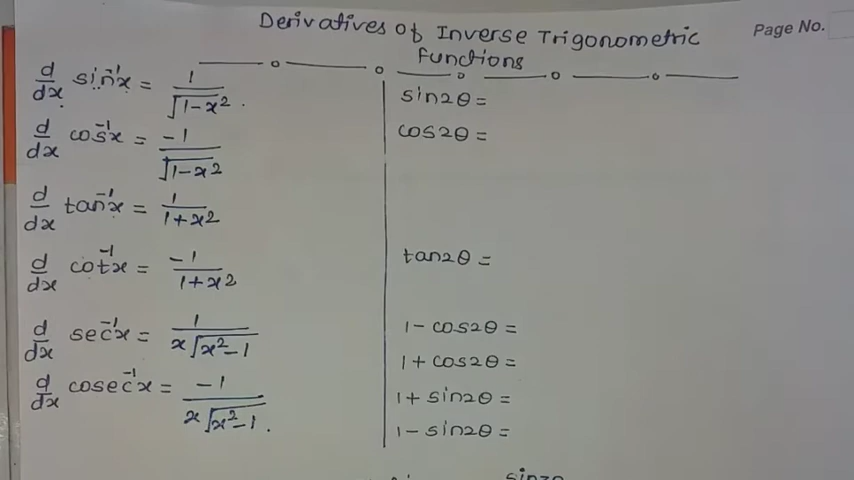 Derivatives Of Inverse Trigonometric
Functions
Page No.
d/dx sin⁻¹x = 1/√(1-x²).
d/dx cos⁻¹x = -1/√(1-x²)
d/dx tan⁻¹x = 1/(1+x²)
d/dx cot⁻¹x = -1/(1+x²)
d/dx sec⁻¹x = 1/(x√(x²-1))
d/dx cosec⁻¹x = -1/(x√(x²-1)).
sin2θ =
cos2θ =
tan2θ =
1 - cos2θ =
1 + cos2θ =
1 + sin2θ =
1 - sin2θ =